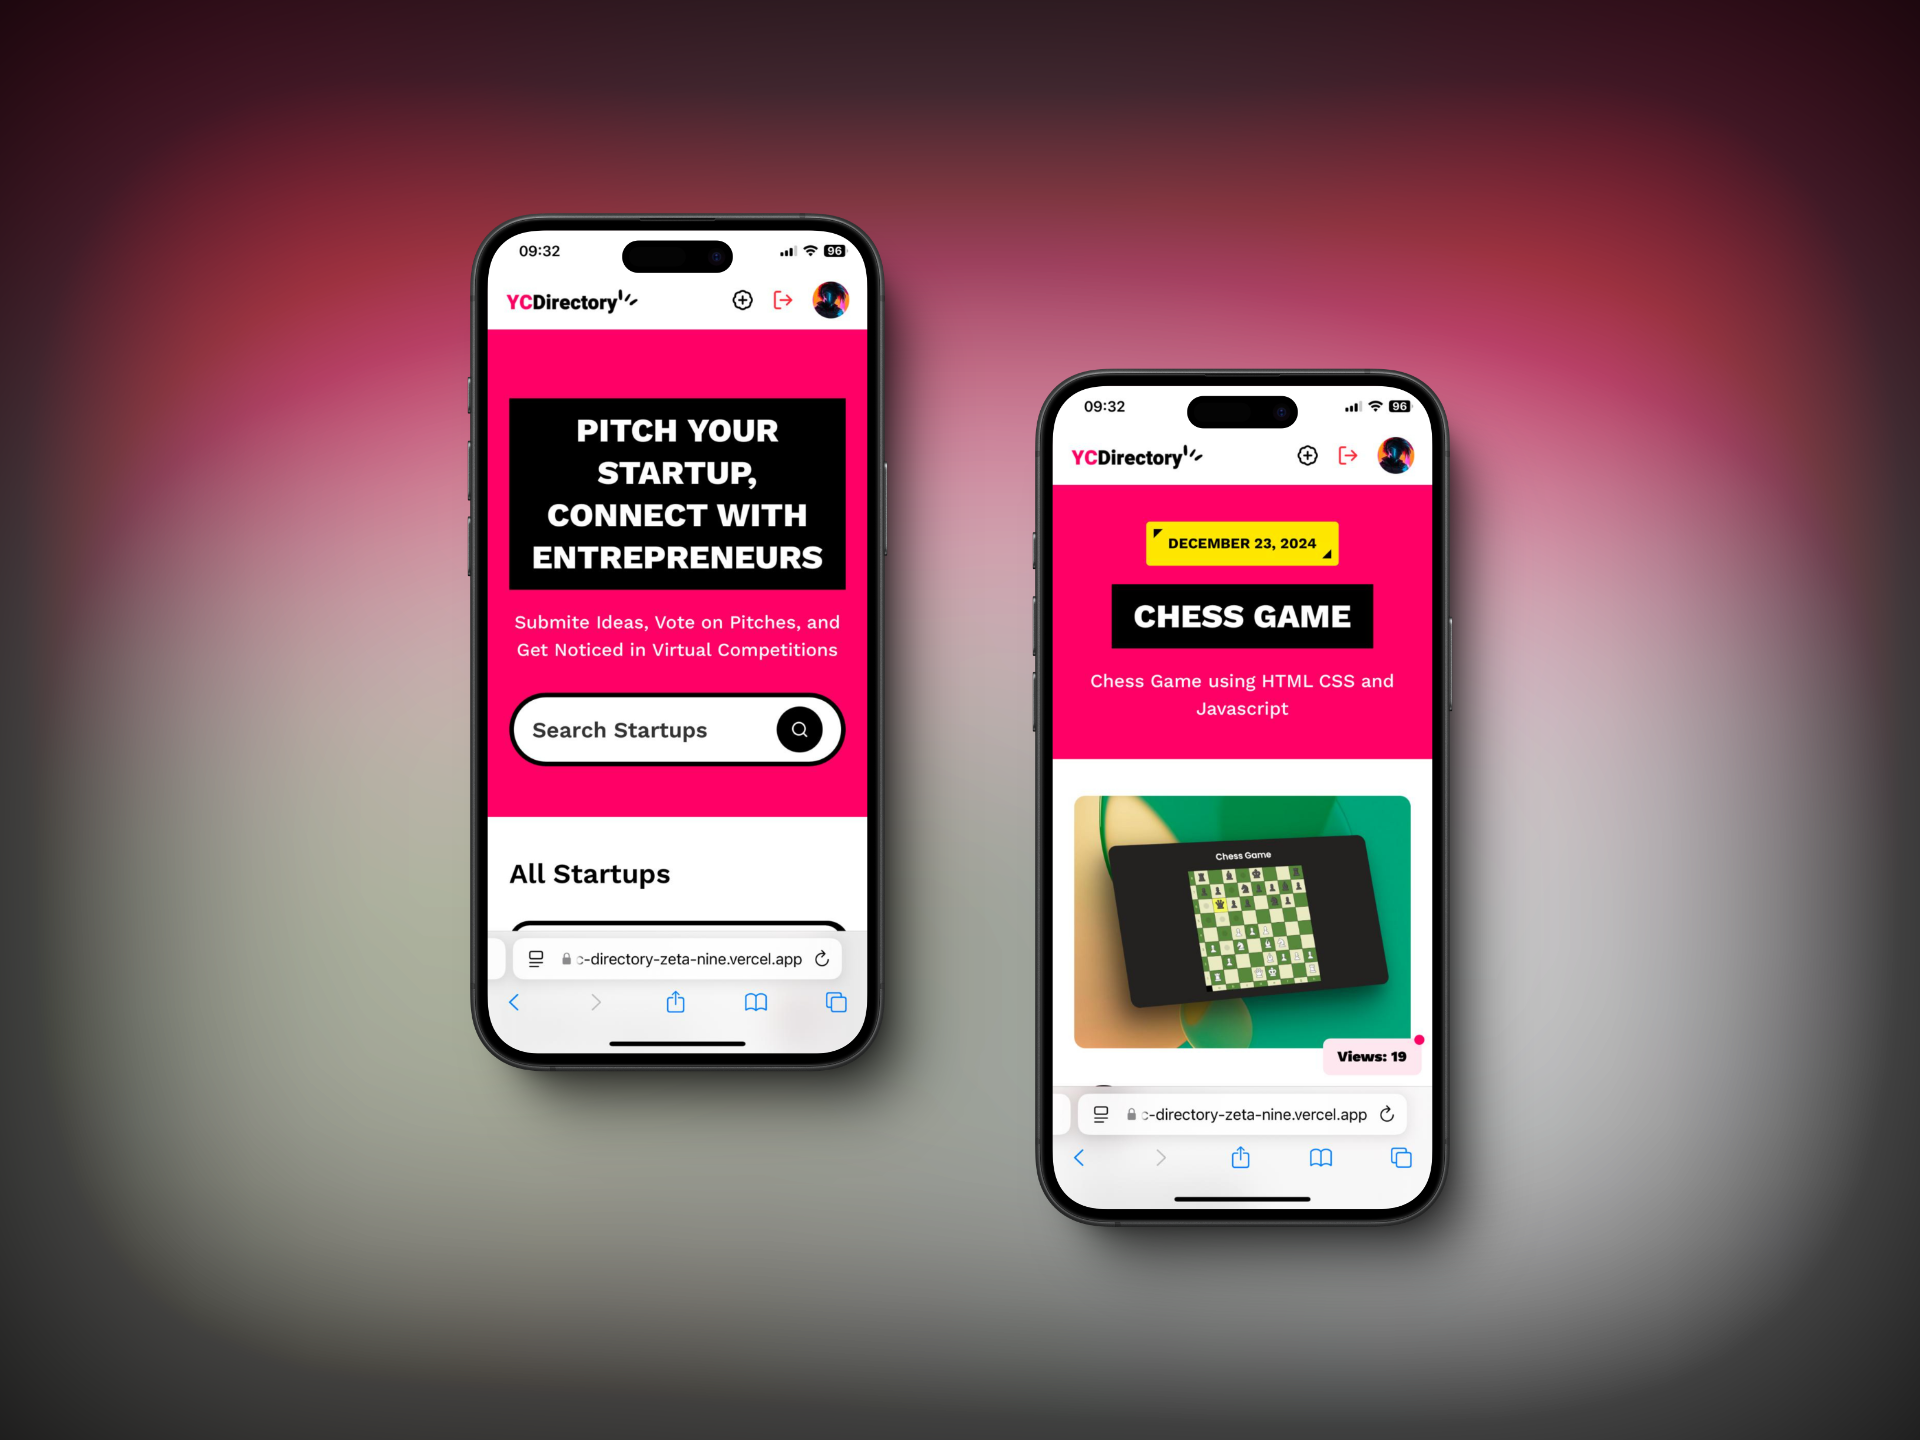 09:32
96
YCDirectory
PITCH YOUR
STARTUP,
CONNECT WITH
ENTREPRENEURS
Submite Ideas, Vote on Pitches, and
Get Noticed in Virtual Competitions
Search Startups
All Startups
c-directory-zeta-nine.vercel.app
09:32
96
YCDirectory
DECEMBER 23, 2024
CHESS GAME
Chess Game using HTML CSS and
Javascript
Chess Game
Views: 19
c-directory-zeta-nine.vercel.app